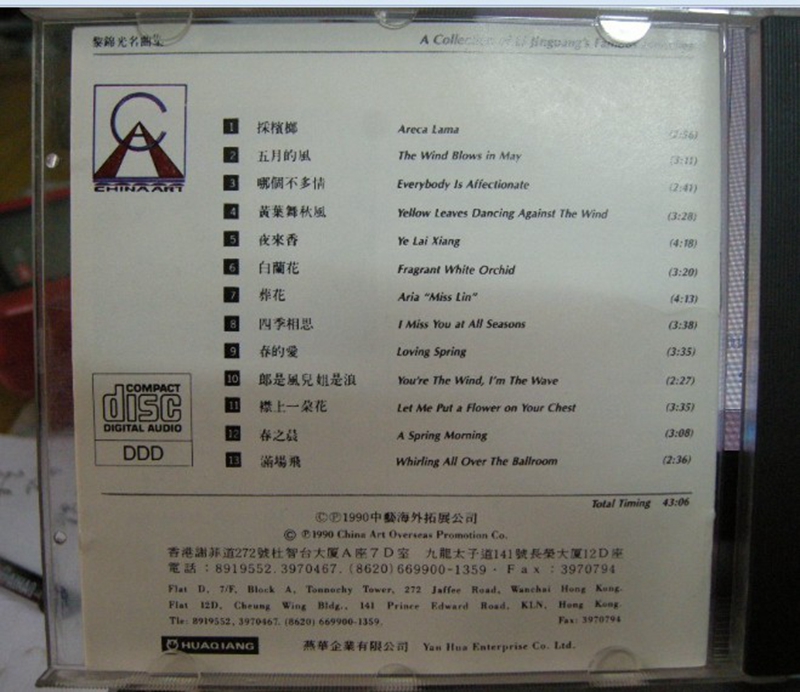 黎錦光名曲集 A Collection of Li Jinguang's Famous
CHINA ART
1 採檳榔 Areca Lama (2:56)
2 五月的風 The Wind Blows in May (3:11)
3 哪個不多情 Everybody Is Affectionate (2:41)
4 黃葉舞秋風 Yellow Leaves Dancing Against The Wind (3:28)
5 夜來香 Ye Lai Xiang (4:18)
6 白蘭花 Fragrant White Orchid (3:20)
7 葬花 Aria "Miss Lin" (4:13)
8 四季相思 I Miss You at All Seasons (3:38)
9 春的愛 Loving Spring (3:35)
10 郎是風兒姐是浪 You're The Wind, I'm The Wave (2:27)
11 襟上一朵花 Let Me Put a Flower on Your Chest (3:35)
12 春之晨 A Spring Morning (3:08)
13 滿場飛 Whirling All Over The Ballroom (2:36)
COMPACT
disc
DIGITAL AUDIO
DDD
Total Timing 43:06
©℗1990中藝海外拓展公司
© ℗1990 China Art Overseas Promotion Co.
香港謝菲道272號杜智台大厦A座7D室 九龍太子道141號長榮大厦12D座
電話：8919552. 3970467. (8620)669900-1359 · Fax：3970794
Flat D, 7/F, Block A, Tonnochy Tower, 272 Jaffee Road, Wanchai Hong Kong.
Flat 12D, Cheung Wing Bldg., 141 Prince Edward Road, KLN, Hong Kong.
Tle: 8919552, 3970467. (8620) 669900-1359. Fax: 3970794
HUAQIANG 燕華企業有限公司 Yan Hua Enterprise Co. Ltd.